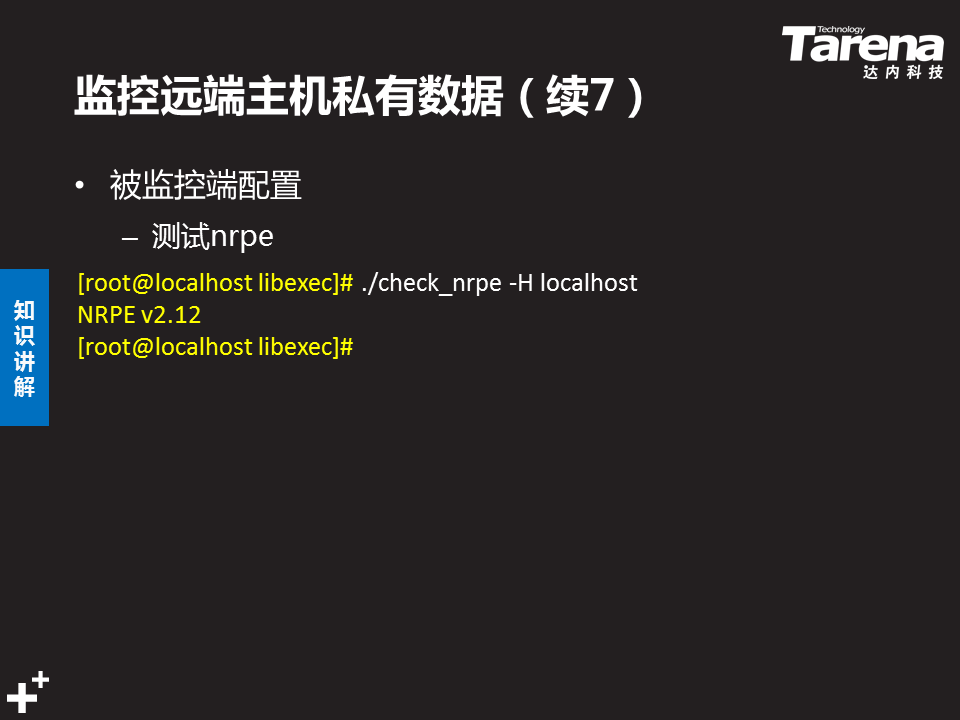 Technology
Tarena
达内科技
监控远端主机私有数据（续7）
• 被监控端配置
– 测试nrpe
[root@localhost libexec]# ./check_nrpe -H localhost
NRPE v2.12
[root@localhost libexec]#
知识讲解